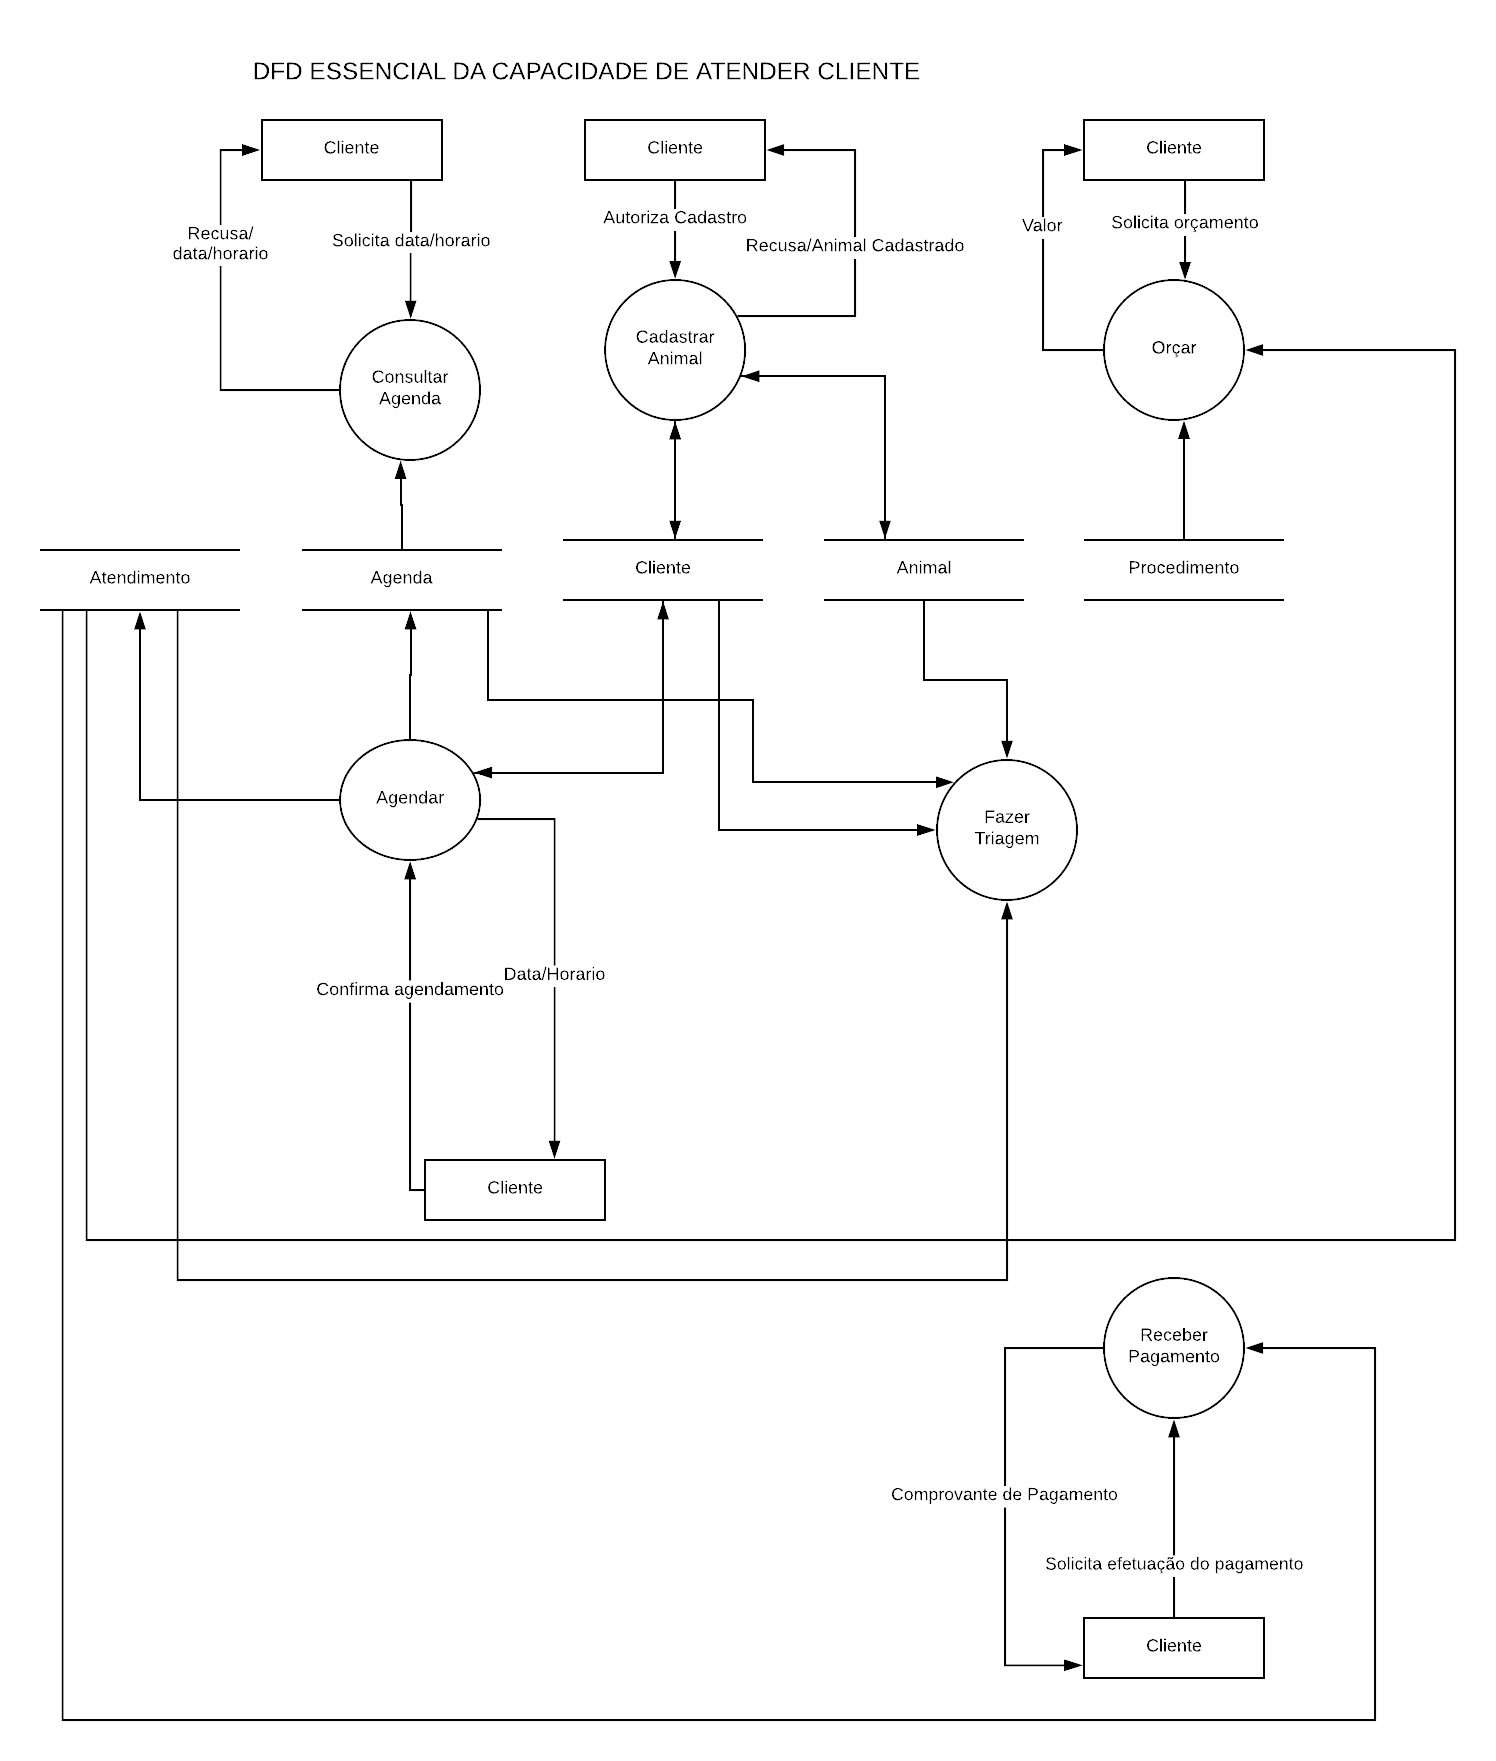 DFD ESSENCIAL DA CAPACIDADE DE ATENDER CLIENTE
Cliente
Cliente
Cliente
Recusa/
data/horario
Solicita data/horario
Autoriza Cadastro
Recusa/Animal Cadastrado
Valor
Solicita orçamento
Consultar
Agenda
Cadastrar
Animal
Orçar
Atendimento
Agenda
Cliente
Animal
Procedimento
Agendar
Fazer
Triagem
Confirma agendamento
Data/Horario
Cliente
Receber
Pagamento
Comprovante de Pagamento
Solicita efetuação do pagamento
Cliente